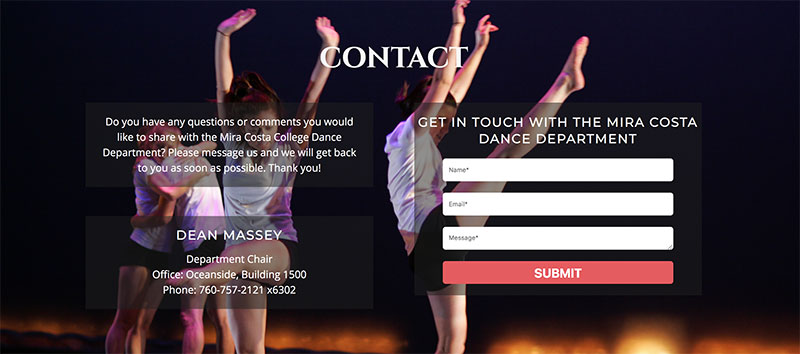 CONTACT
Do you have any questions or comments you would
like to share with the Mira Costa College Dance
Department? Please message us and we will get back
to you as soon as possible. Thank you!
DEAN MASSEY
Department Chair
Office: Oceanside, Building 1500
Phone: 760-757-2121 x6302
GET IN TOUCH WITH THE MIRA COSTA
DANCE DEPARTMENT
Name*
Email*
Message*
SUBMIT